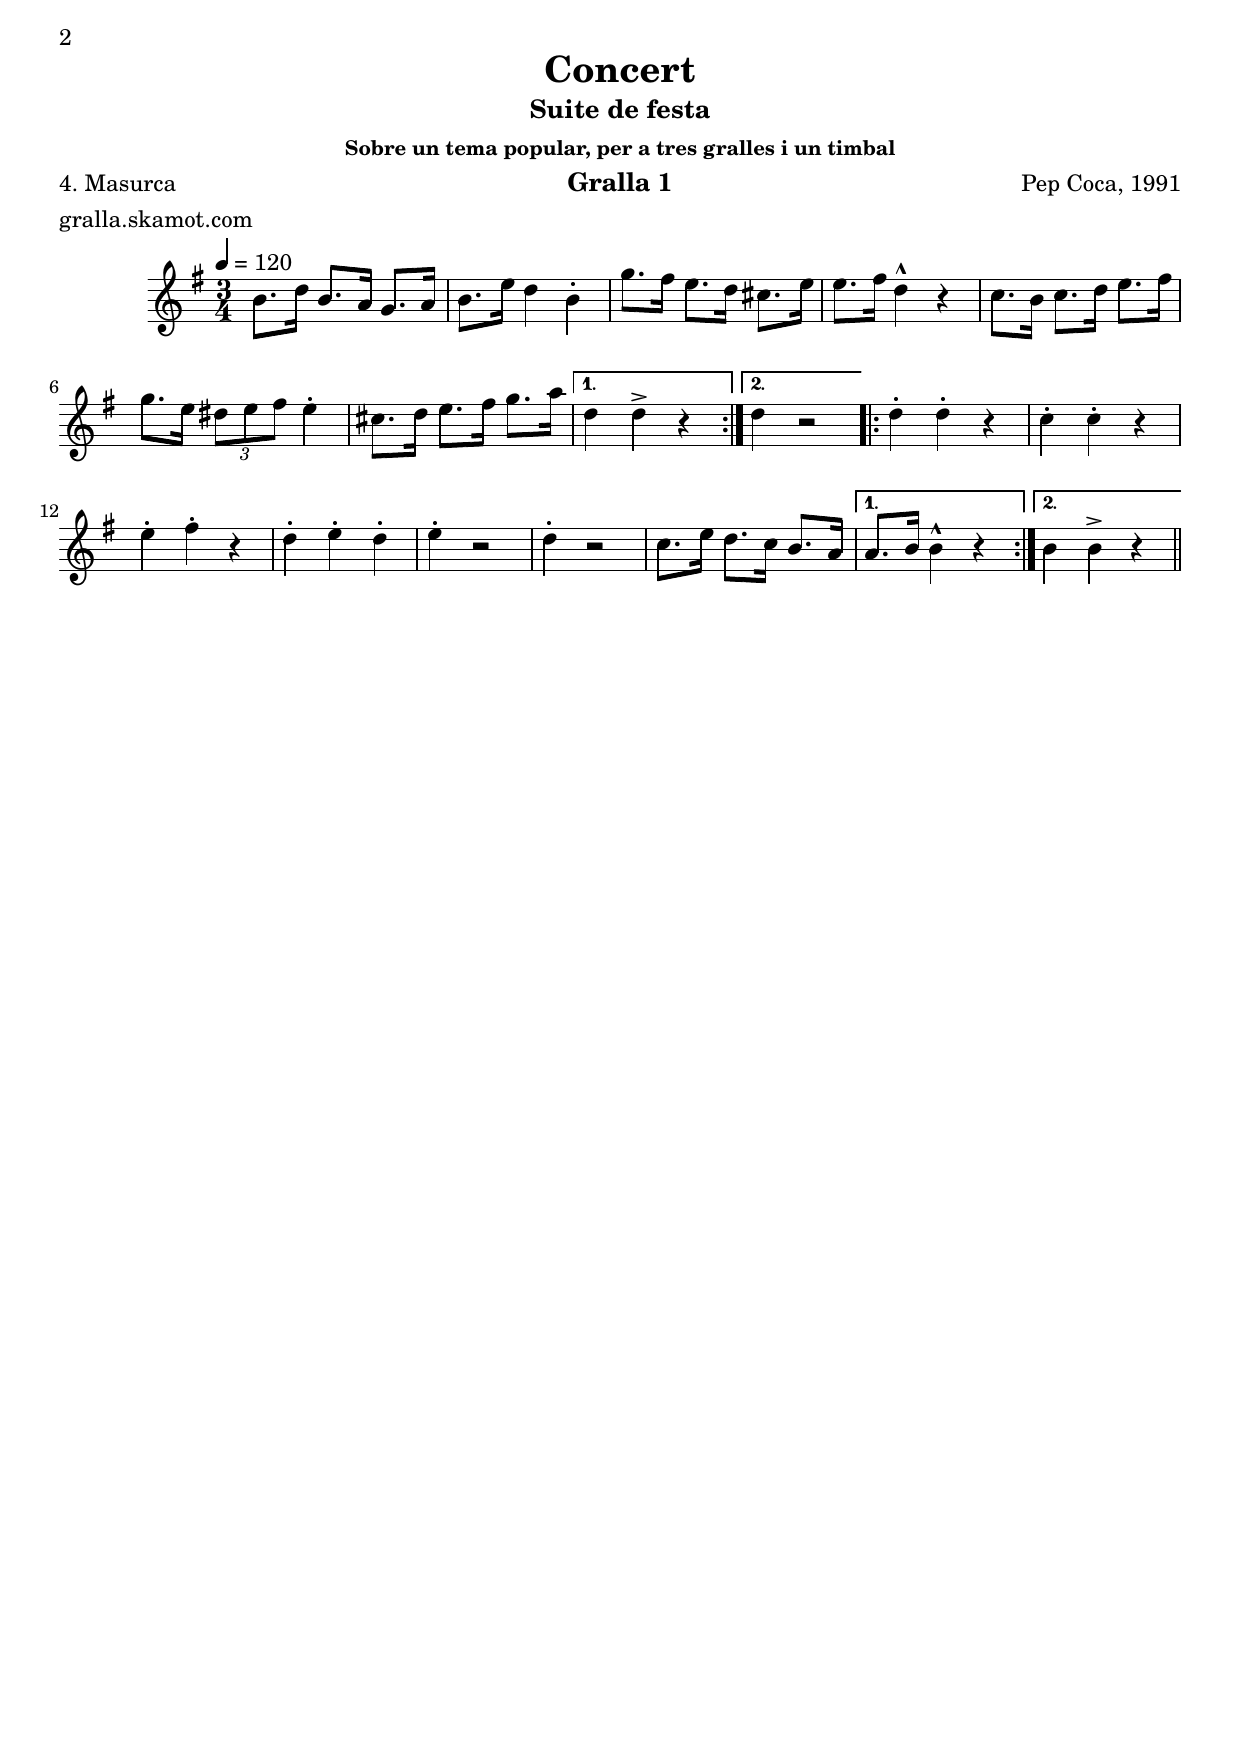 2
Concert
Suite de festa
Sobre un tema popular, per a tres gralles i un timbal
4. Masurca Gralla 1 Pep Coca, 1991
gralla.skamot.com
= 120
3
4
6
3
1. 2.
12
1. 2.